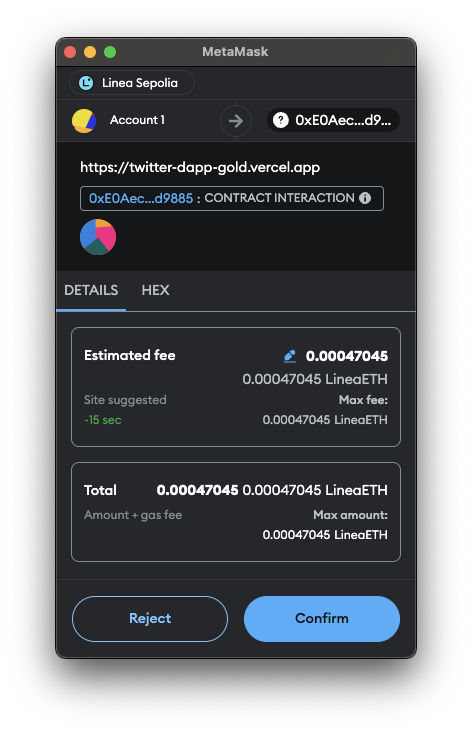 MetaMask
Linea Sepolia
Account 1
0xE0Aec...d9...
https://twitter-dapp-gold.vercel.app
0xE0Aec...d9885 : CONTRACT INTERACTION
DETAILS HEX
Estimated fee 0.00047045
0.00047045 LineaETH
Site suggested Max fee:
~15 sec 0.00047045 LineaETH
Total 0.00047045 0.00047045 LineaETH
Amount + gas fee Max amount:
0.00047045 LineaETH
Reject Confirm